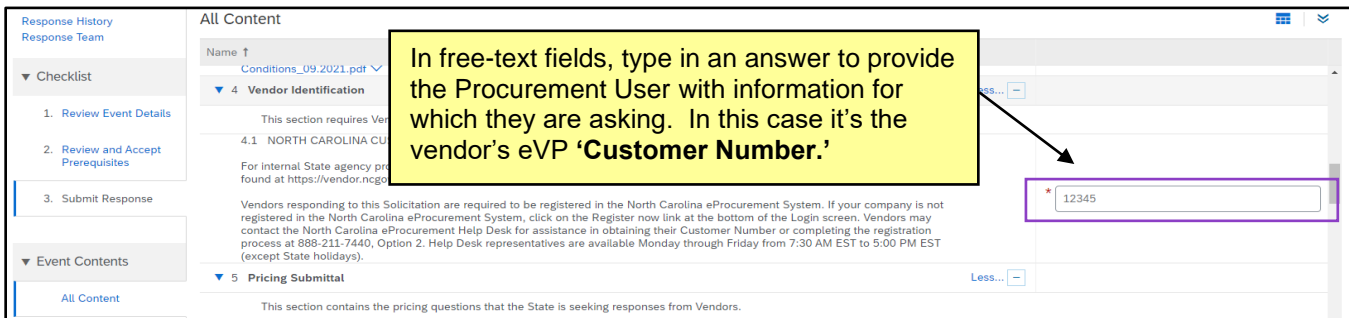 Response History
Response Team
All Content
Name ↑
▼ Checklist
1. Review Event Details
2. Review and Accept
Prerequisites
3. Submit Response
▼ Event Contents
All Content
Conditions_09.2021.pdf
▼ 4 Vendor Identification
Less... −
This section requires
4.1 NORTH CAROLINA
For internal State agency
found at https://vendor.ncgo
Vendors responding to this Solicitation are required to be registered in the North Carolina eProcurement System. If your company is not
registered in the North Carolina eProcurement System, click on the Register now link at the bottom of the Login screen. Vendors may
contact the North Carolina eProcurement Help Desk for assistance in obtaining their Customer Number or completing the registration
process at 888-211-7440, Option 2. Help Desk representatives are available Monday through Friday from 7:30 AM EST to 5:00 PM EST
(except State holidays).
* 12345
▼ 5 Pricing Submittal
Less... −
This section contains the pricing questions that the State is seeking responses from Vendors.
In free-text fields, type in an answer to provide
the Procurement User with information for
which they are asking.  In this case it's the
vendor's eVP ‘Customer Number.’